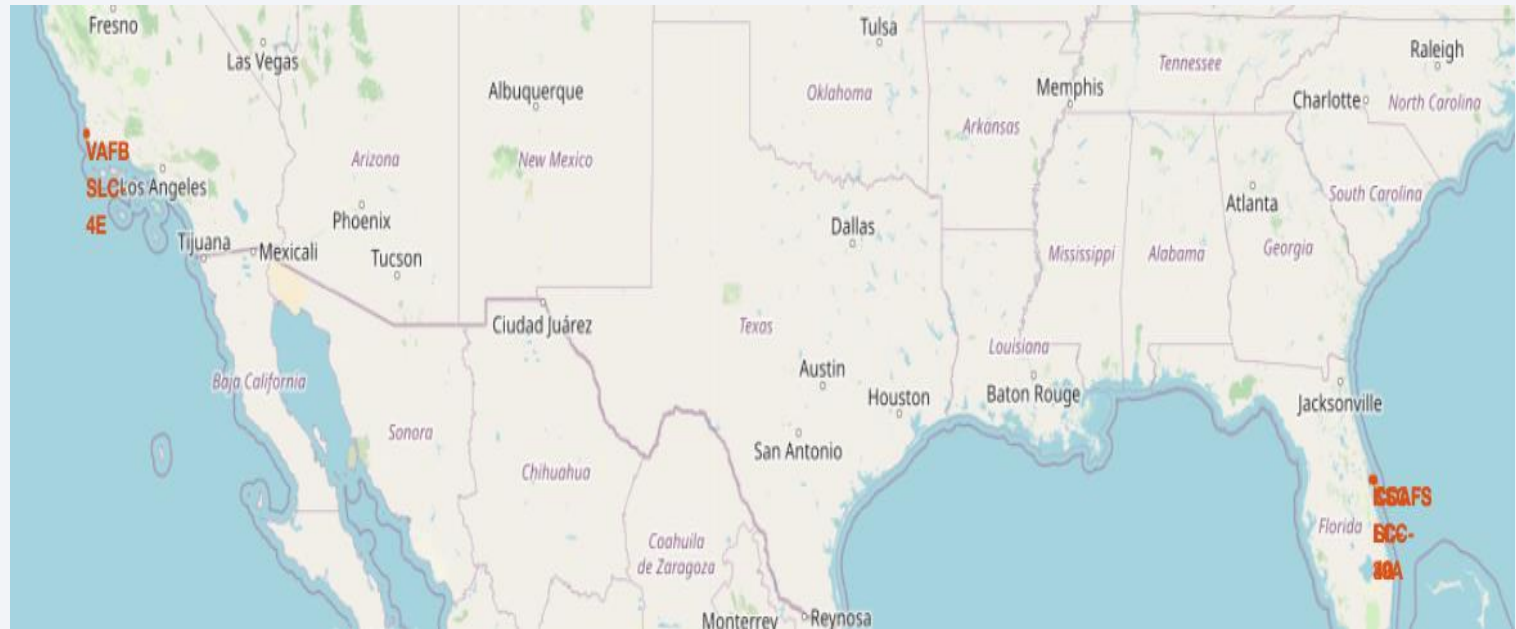 Fresno
Las Vegas
Albuquerque
Tulsa
Oklahoma
Memphis
Tennessee
Raleigh
Charlotte
North Carolina
Arkansas
VAFB
SLC-
4E
Los Angeles
Arizona
New Mexico
Phoenix
Tijuana
Mexicali
Tucson
Dallas
Atlanta
South Carolina
Mississippi
Alabama
Georgia
Ciudad Juárez
Texas
Louisiana
Baja California
Austin
Houston
Baton Rouge
Jacksonville
Sonora
Chihuahua
San Antonio
Florida
Coahuila
de Zaragoza
Monterrey
Reynosa